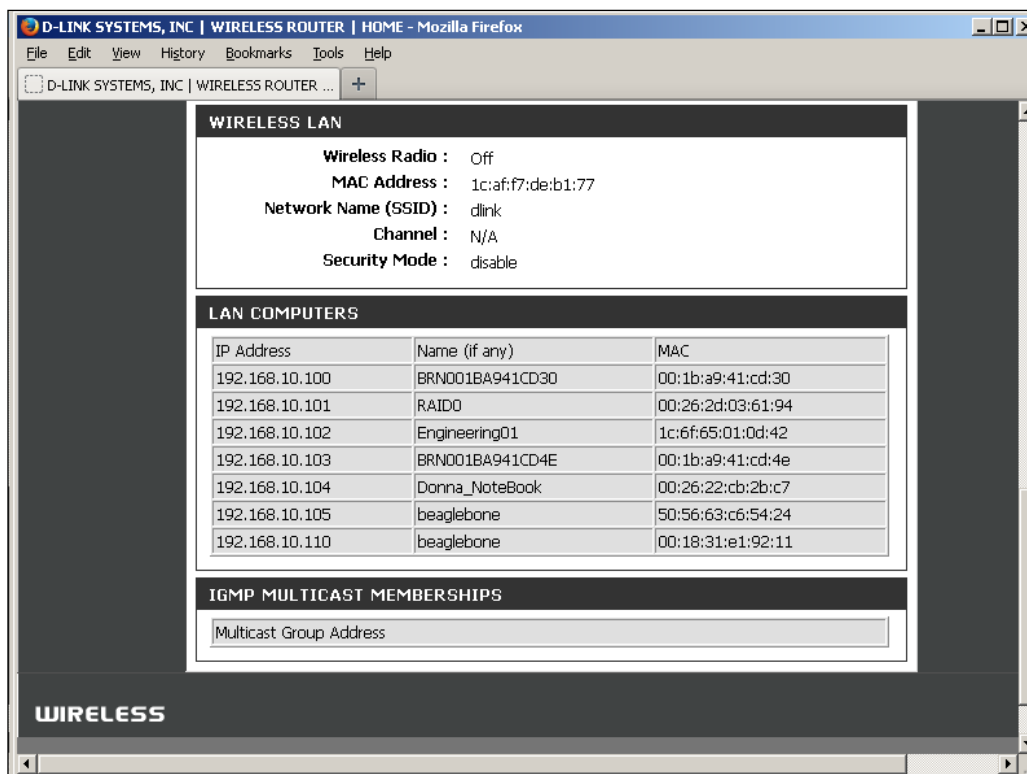 D-LINK SYSTEMS, INC | WIRELESS ROUTER | HOME - Mozilla Firefox
File Edit View History Bookmarks Tools Help
D-LINK SYSTEMS, INC | WIRELESS ROUTER ... +
WIRELESS LAN
Wireless Radio : Off
MAC Address : 1c:af:f7:de:b1:77
Network Name (SSID) : dlink
Channel : N/A
Security Mode : disable
LAN COMPUTERS
IP Address Name (if any) MAC
192.168.10.100 BRN001BA941CD30 00:1b:a9:41:cd:30
192.168.10.101 RAID0 00:26:2d:03:61:94
192.168.10.102 Engineering01 1c:6f:65:01:0d:42
192.168.10.103 BRN001BA941CD4E 00:1b:a9:41:cd:4e
192.168.10.104 Donna_NoteBook 00:26:22:cb:2b:c7
192.168.10.105 beaglebone 50:56:63:c6:54:24
192.168.10.110 beaglebone 00:18:31:e1:92:11
IGMP MULTICAST MEMBERSHIPS
Multicast Group Address
WIRELESS